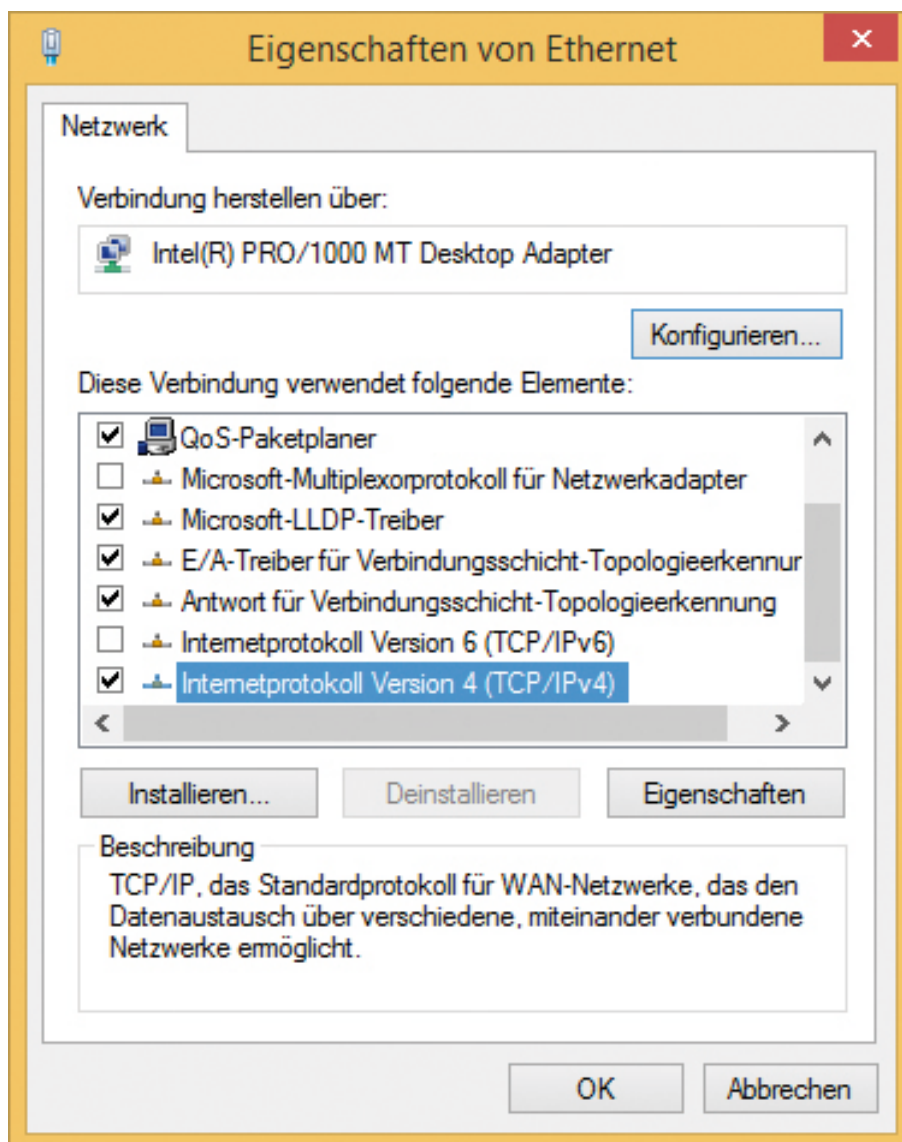 Eigenschaften von Ethernet
Netzwerk
Verbindung herstellen über:
Intel(R) PRO/1000 MT Desktop Adapter
Konfigurieren...
Diese Verbindung verwendet folgende Elemente:
QoS-Paketplaner
Microsoft-Multiplexorprotokoll für Netzwerkadapter
Microsoft-LLDP-Treiber
E/A-Treiber für Verbindungsschicht-Topologieerkennur
Antwort für Verbindungsschicht-Topologieerkennung
Internetprotokoll Version 6 (TCP/IPv6)
Internetprotokoll Version 4 (TCP/IPv4)
Installieren...
Deinstallieren
Eigenschaften
Beschreibung
TCP/IP, das Standardprotokoll für WAN-Netzwerke, das den
Datenaustausch über verschiedene, miteinander verbundene
Netzwerke ermöglicht.
OK
Abbrechen